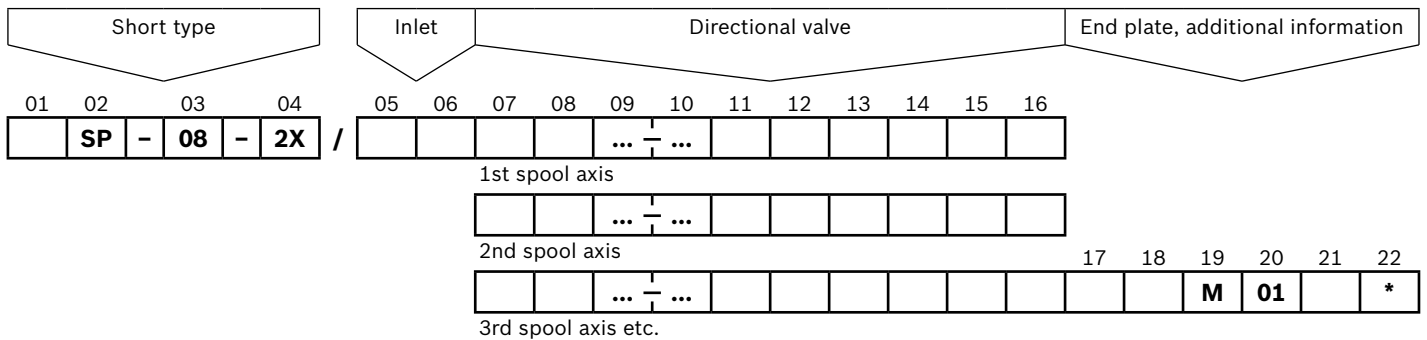 Short type Inlet Directional valve End plate, additional information
01 02 03 04 05 06 07 08 09 10 11 12 13 14 15 16
SP – 08 – 2X / ... – ...
1st spool axis
... – ...
2nd spool axis
17 18 19 20 21 22
... – ... M 01 *
3rd spool axis etc.